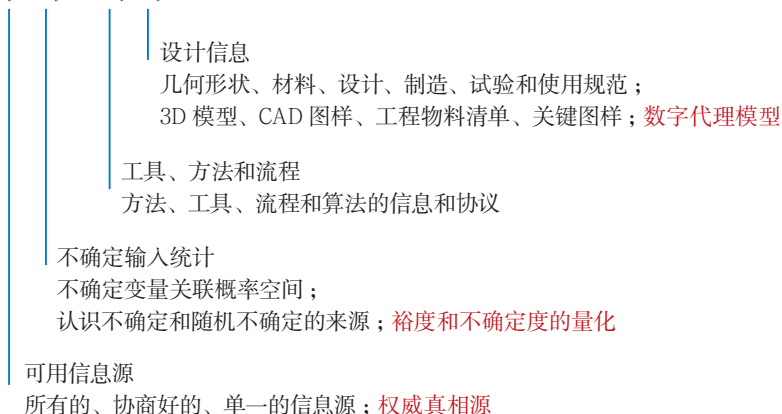 设计信息
几何形状、材料、设计、制造、试验和使用规范；
3D 模型、CAD 图样、工程物料清单、关键图样；数字代理模型
工具、方法和流程
方法、工具、流程和算法的信息和协议
不确定输入统计
不确定变量关联概率空间；
认识不确定和随机不确定的来源；裕度和不确定度的量化
可用信息源
所有的、协商好的、单一的信息源；权威真相源